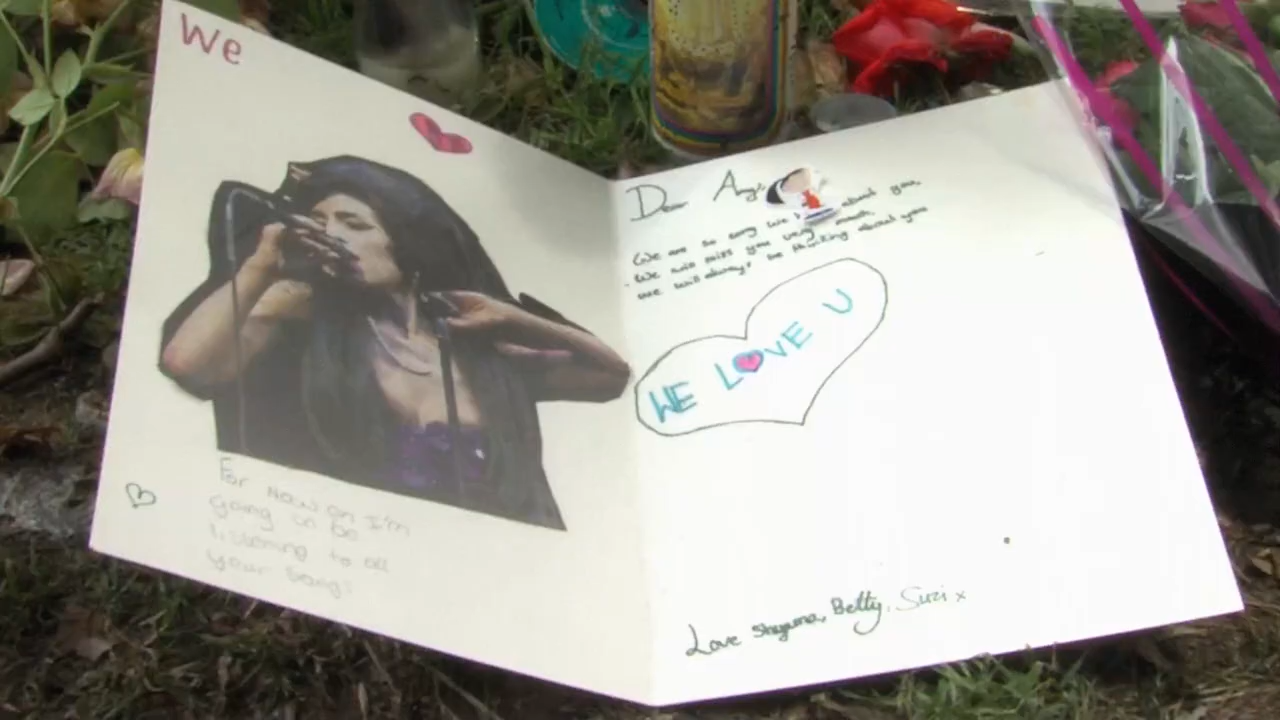 We
For now on I'm
going to be
listening to all
your songs
Dear Amy
We are so sorry we about you,
We will miss you very much,
we will always be thinking about you
WE LOVE U
Love Shyama, Betty, Suzi x